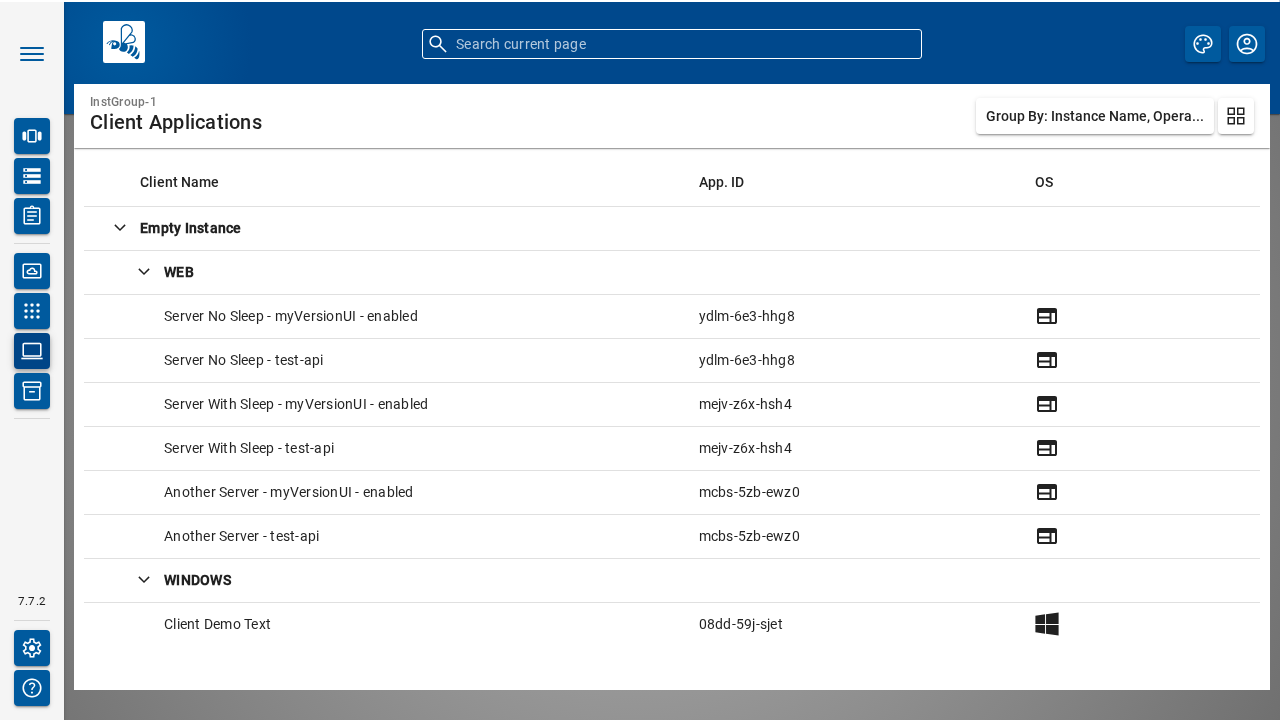 Search current page
InstGroup-1
Client Applications
Group By: Instance Name, Opera...
Client Name App. ID OS
Empty Instance
WEB
Server No Sleep - myVersionUI - enabled ydlm-6e3-hhg8
Server No Sleep - test-api ydlm-6e3-hhg8
Server With Sleep - myVersionUI - enabled mejv-z6x-hsh4
Server With Sleep - test-api mejv-z6x-hsh4
Another Server - myVersionUI - enabled mcbs-5zb-ewz0
Another Server - test-api mcbs-5zb-ewz0
WINDOWS
Client Demo Text 08dd-59j-sjet
7.7.2